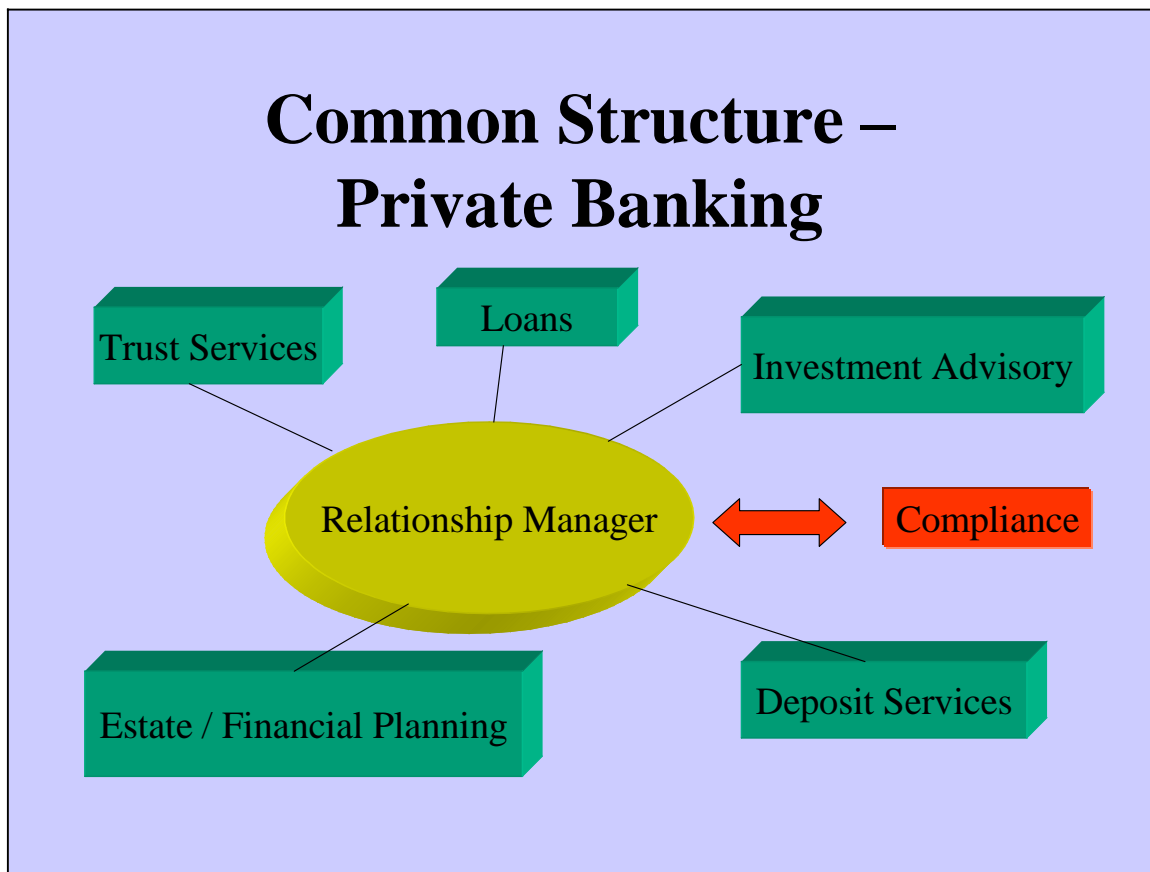 Common Structure –
Private Banking
Loans
Trust Services
Investment Advisory
Relationship Manager
Compliance
Deposit Services
Estate / Financial Planning